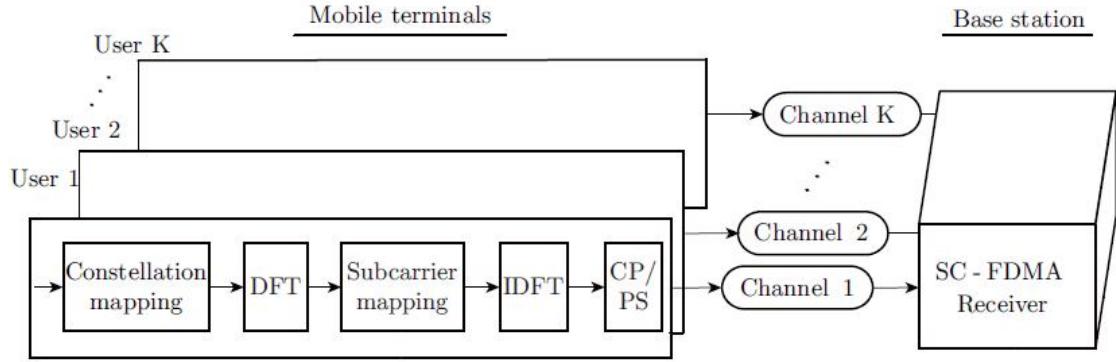 Mobile terminals
Base station
User K
User 2
User 1
Channel K
Channel 2
Channel 1
Constellation
mapping
DFT
Subcarrier
mapping
IDFT
CP/
PS
SC - FDMA
Receiver